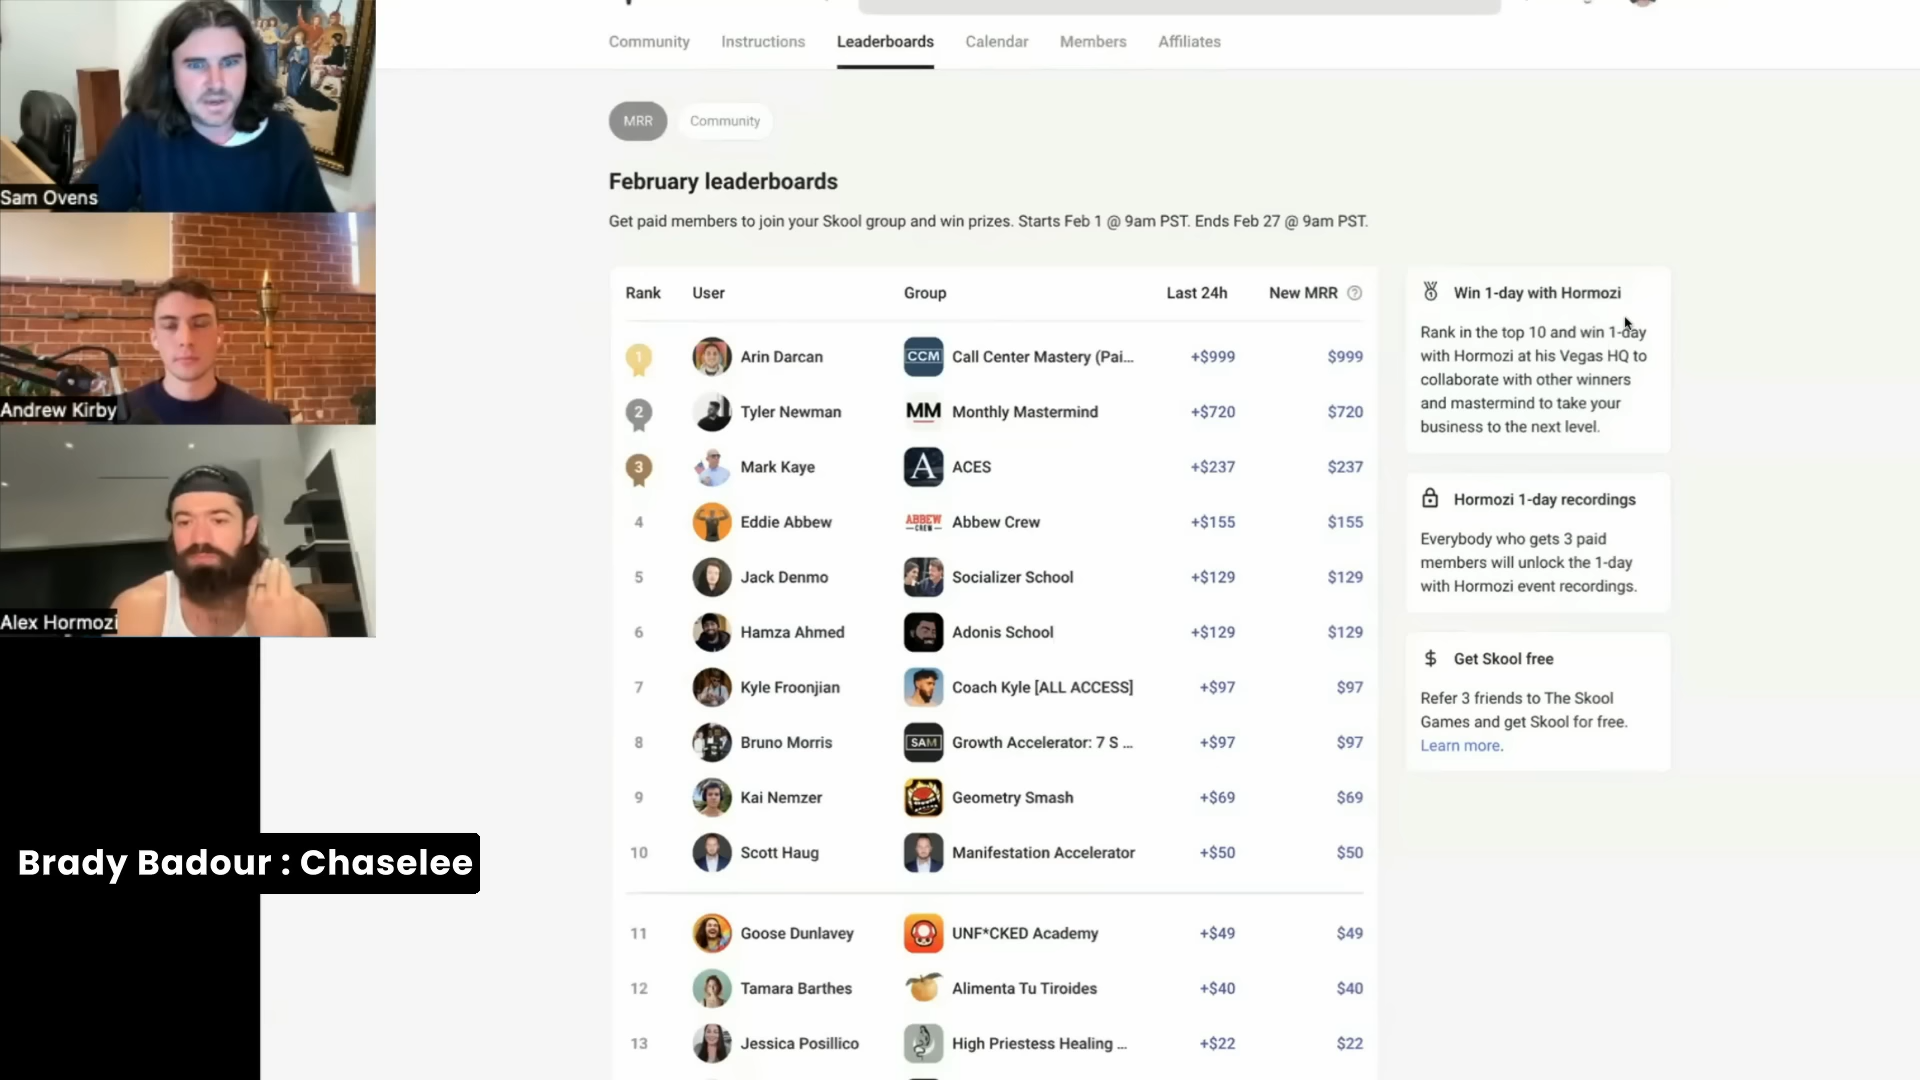 Community Instructions Leaderboards Calendar Members Affiliates
Sam Ovens
Andrew Kirby
Alex Hormozi
Brady Badour : Chaselee
MRR Community
February leaderboards
Get paid members to join your Skool group and win prizes. Starts Feb 1 @ 9am PST. Ends Feb 27 @ 9am PST.
Rank User Group Last 24h New MRR ?
1 Arin Darcan CCM Call Center Mastery (Pai... +$999 $999
2 Tyler Newman MM Monthly Mastermind +$720 $720
3 Mark Kaye A ACES +$237 $237
4 Eddie Abbew ABBEW CREW Abbew Crew +$155 $155
5 Jack Denmo Socializer School +$129 $129
6 Hamza Ahmed Adonis School +$129 $129
7 Kyle Froonjian Coach Kyle [ALL ACCESS] +$97 $97
8 Bruno Morris SAM Growth Accelerator: 7 S ... +$97 $97
9 Kai Nemzer Geometry Smash +$69 $69
10 Scott Haug Manifestation Accelerator +$50 $50
11 Goose Dunlavey UNF*CKED Academy +$49 $49
12 Tamara Barthes Alimenta Tu Tiroides +$40 $40
13 Jessica Posillico High Priestess Healing ... +$22 $22
Win 1-day with Hormozi
Rank in the top 10 and win 1-day
with Hormozi at his Vegas HQ to
collaborate with other winners
and mastermind to take your
business to the next level.
Hormozi 1-day recordings
Everybody who gets 3 paid
members will unlock the 1-day
with Hormozi event recordings.
$ Get Skool free
Refer 3 friends to The Skool
Games and get Skool for free.
Learn more.